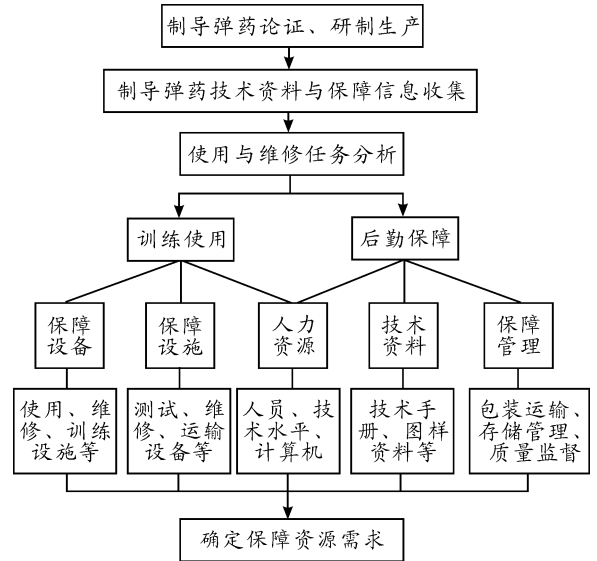 制导弹药论证、研制生产
制导弹药技术资料与保障信息收集
使用与维修任务分析
训练使用
后勤保障
保障
设备
保障
设施
人力
资源
技术
资料
保障
管理
使用、维
修、训练
设施等
测试、维
修、运输
设备等
人员、技
术水平、
计算机
技术手
册、图样
资料等
包装运输、
存储管理、
质量监督
确定保障资源需求